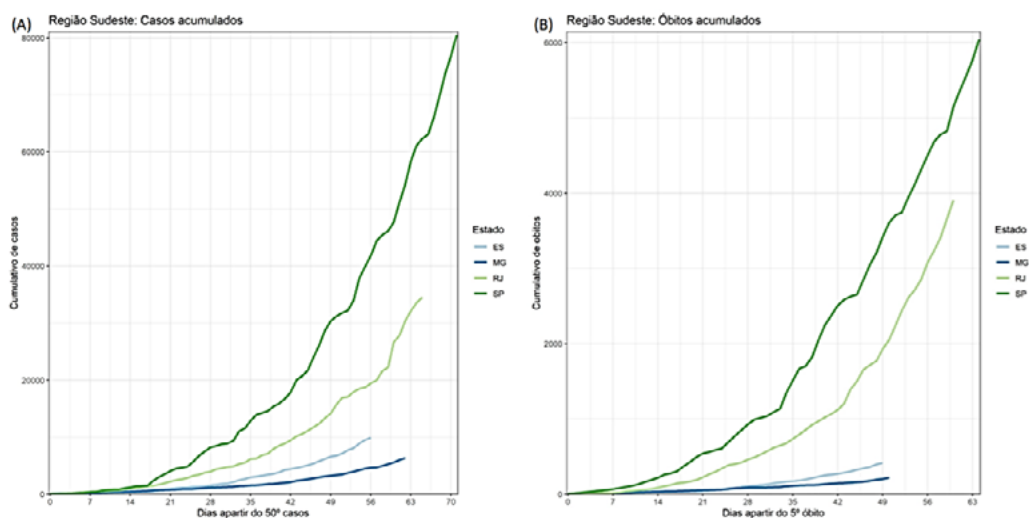 (A)
Região Sudeste: Casos acumulados
80000
60000
40000
20000
0
Cumulativo de casos
0 7 14 21 28 35 42 49 56 63 70
Dias apartir do 50º casos
Estado
ES
MG
RJ
SP
(B)
Região Sudeste: Óbitos acumulados
6000
4000
2000
0
Cumulativo de óbitos
0 7 14 21 28 35 42 49 56 63
Dias apartir do 5º óbito
Estado
ES
MG
RJ
SP